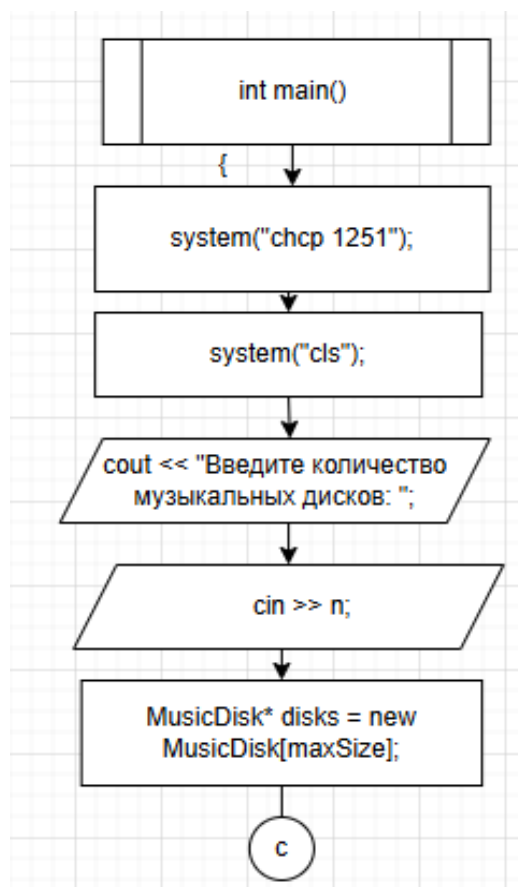 int main()
{
system("chcp 1251");
system("cls");
cout << "Введите количество
музыкальных дисков: ";
cin >> n;
MusicDisk* disks = new
MusicDisk[maxSize];
c